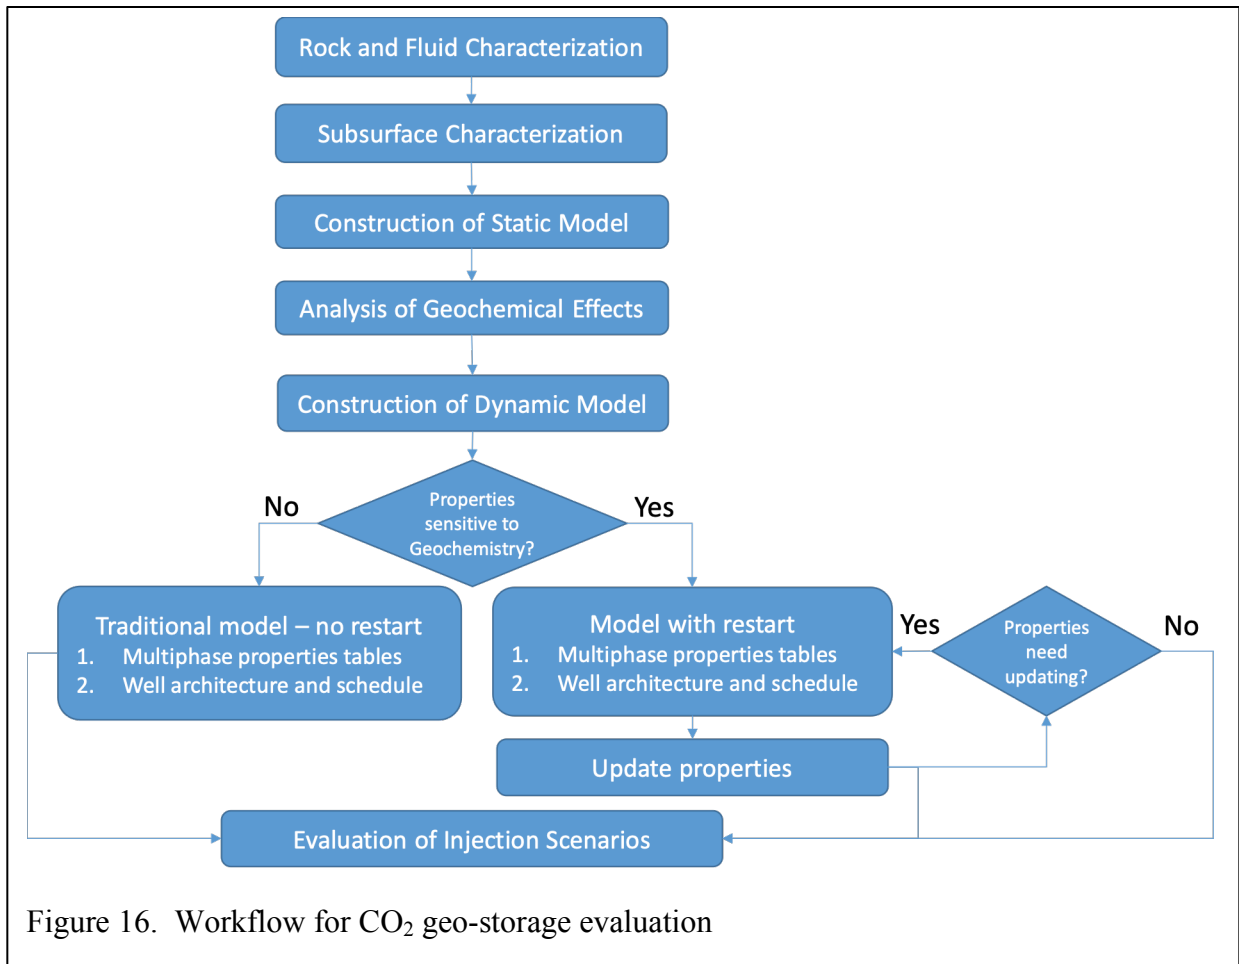 Rock and Fluid Characterization
Subsurface Characterization
Construction of Static Model
Analysis of Geochemical Effects
Construction of Dynamic Model
Properties
sensitive to
Geochemistry?
No
Yes
Traditional model – no restart
1. Multiphase properties tables
2. Well architecture and schedule
Model with restart
1. Multiphase properties tables
2. Well architecture and schedule
Yes
Properties
need
updating?
No
Update properties
Evaluation of Injection Scenarios
Figure 16. Workflow for CO₂ geo-storage evaluation